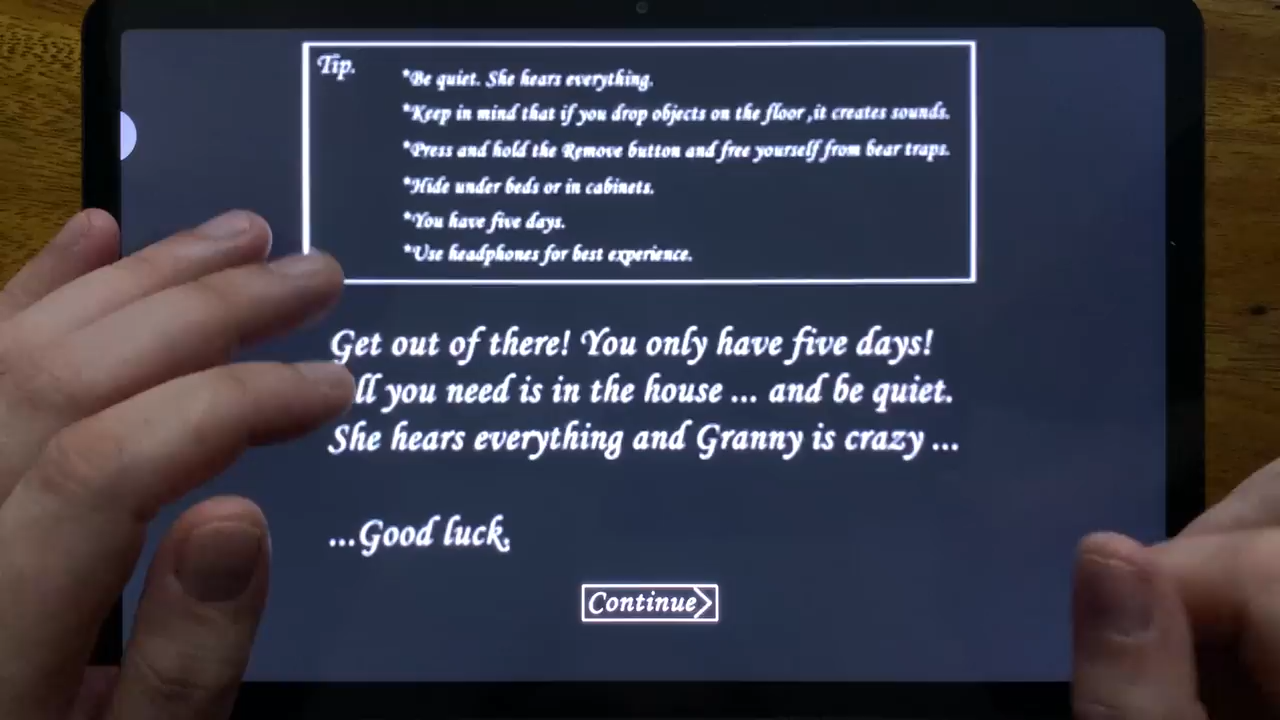 Tip.
*Be quiet. She hears everything.
*Keep in mind that if you drop objects on the floor ,it creates sounds.
*Press and hold the Remove button and free yourself from bear traps.
*Hide under beds or in cabinets.
*You have five days.
*Use headphones for best experience.
Get out of there! You only have five days!
ll you need is in the house ... and be quiet.
She hears everything and Granny is crazy ...
...Good luck.
Continue>